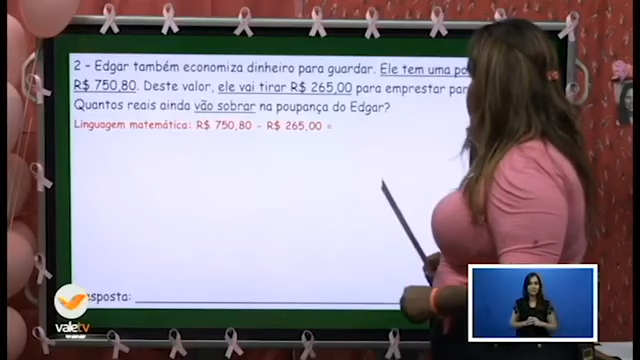 2 - Edgar também economiza dinheiro para guardar. Ele tem uma
R$ 750,80. Deste valor, ele vai tirar R$ 265,00 para emprestar
Quantos reais ainda vão sobrar na poupança do Edgar?
Linguagem matemática: R$ 750,80 - R$ 265,00 =
sposta:
valetv